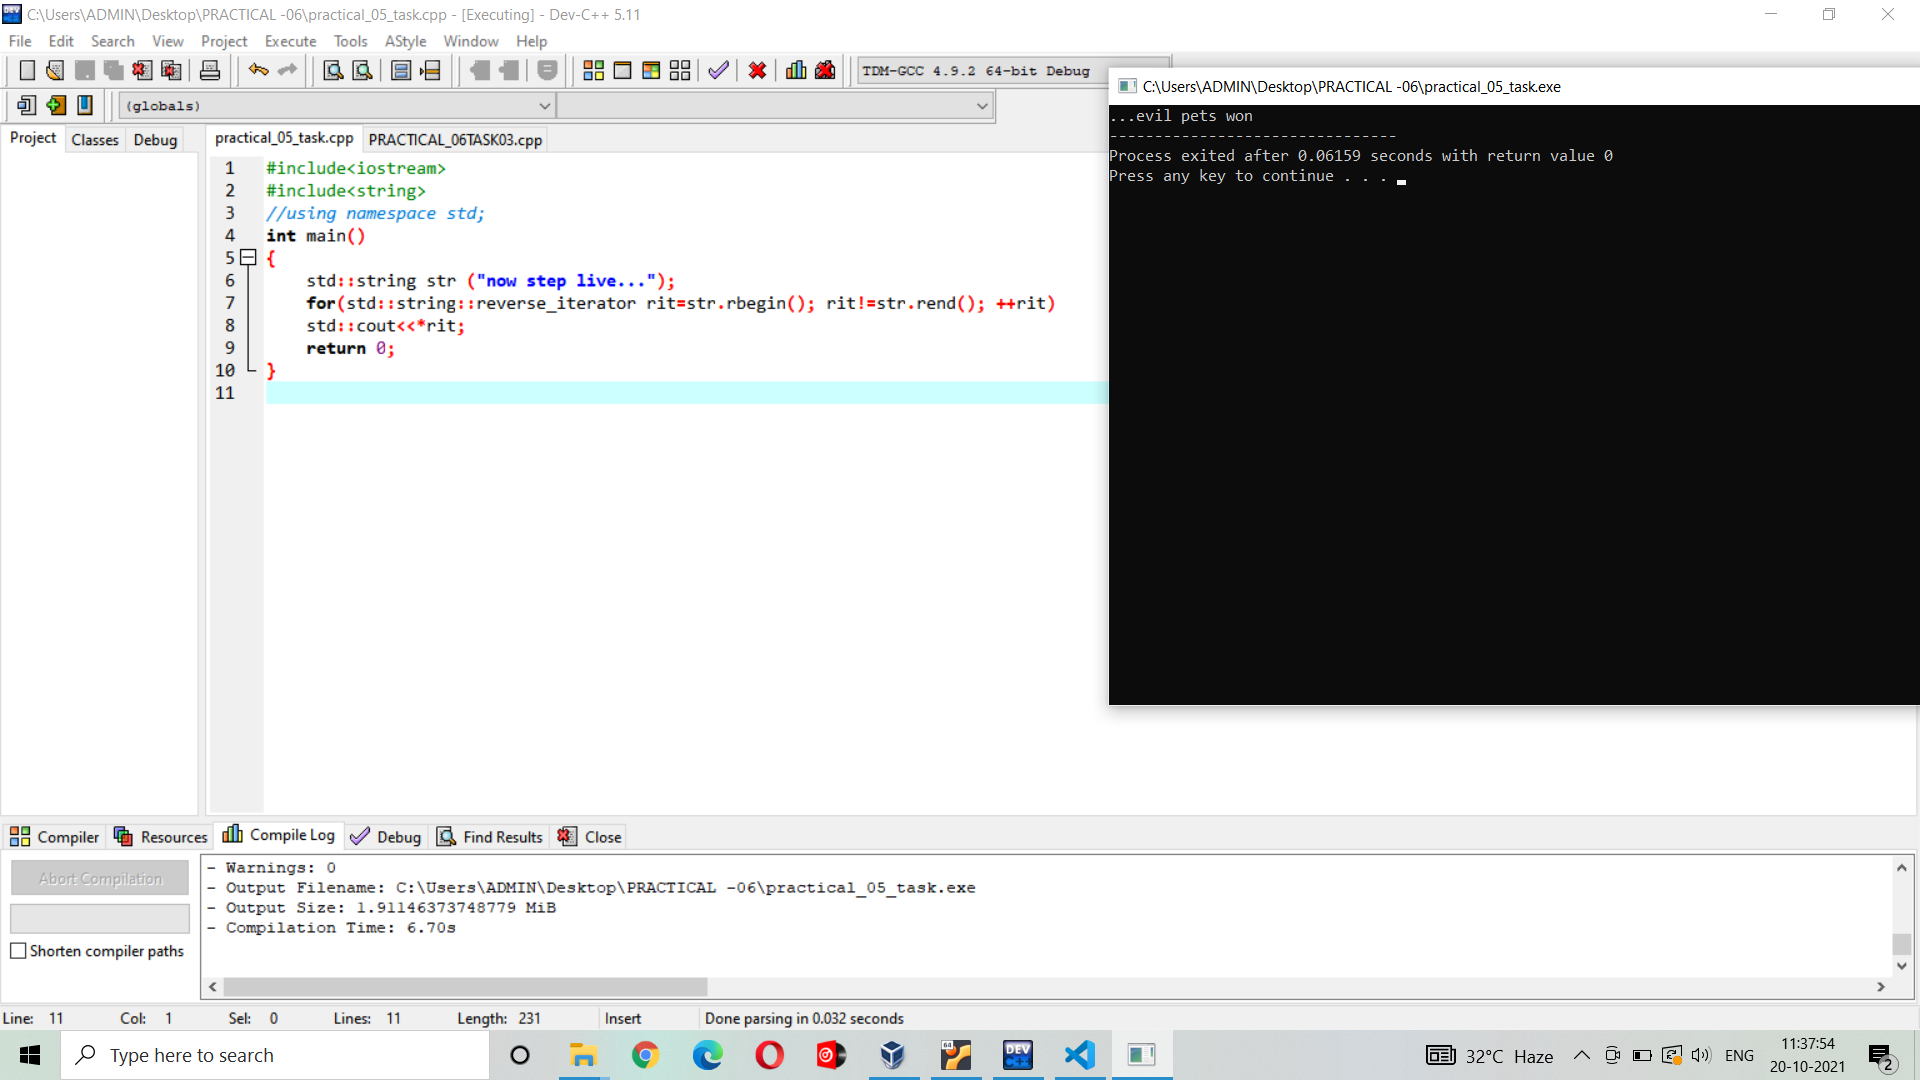 C:\Users\ADMIN\Desktop\PRACTICAL -06\practical_05_task.cpp - [Executing] - Dev-C++ 5.11
File Edit Search View Project Execute Tools AStyle Window Help
TDM-GCC 4.9.2 64-bit Debug
(globals)
Project Classes Debug
practical_05_task.cpp PRACTICAL_06TASK03.cpp
1 #include<iostream>
2 #include<string>
3 //using namespace std;
4 int main()
5 {
6 std::string str ("now step live...");
7 for(std::string::reverse_iterator rit=str.rbegin(); rit!=str.rend(); ++rit)
8 std::cout<<*rit;
9 return 0;
10 }
11
C:\Users\ADMIN\Desktop\PRACTICAL -06\practical_05_task.exe
...evil pets won
--------------------------------
Process exited after 0.06159 seconds with return value 0
Press any key to continue . . .
Compiler Resources Compile Log Debug Find Results Close
Abort Compilation
Shorten compiler paths
- Warnings: 0
- Output Filename: C:\Users\ADMIN\Desktop\PRACTICAL -06\practical_05_task.exe
- Output Size: 1.91146373748779 MiB
- Compilation Time: 6.70s
Line: 11 Col: 1 Sel: 0 Lines: 11 Length: 231 Insert Done parsing in 0.032 seconds
Type here to search
64
DEV C++
32°C Haze
ENG
11:37:54
20-10-2021
2